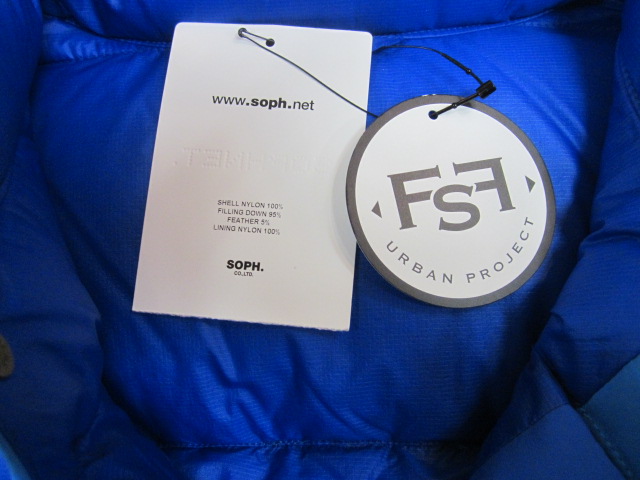 www.soph.net
SHELL NYLON 100%
FILLING DOWN 95%
FEATHER 5%
LINING NYLON 100%
SOPH.
CO.,LTD.
FSF
URBAN PROJECT